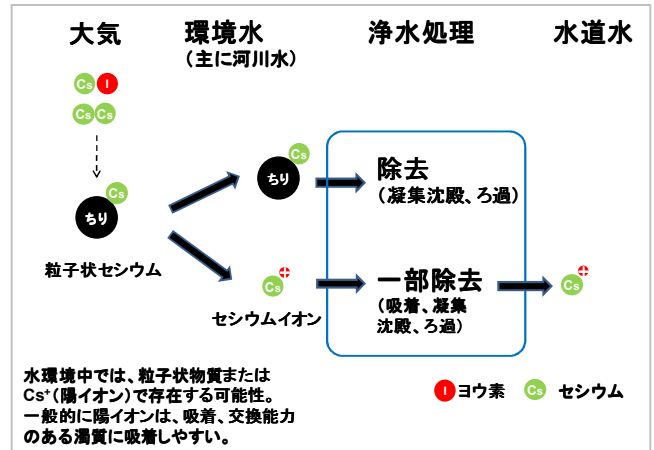 大気
環境水
(主に河川水)
浄水処理
水道水
Cs I
Cs Cs
Cs
ちり
粒子状セシウム
Cs
ちり
除去
(凝集沈殿、ろ過)
Cs +
セシウムイオン
一部除去
(吸着、凝集
沈殿、ろ過)
Cs +
水環境中では、粒子状物質または
Cs⁺(陽イオン)で存在する可能性。
一般的に陽イオンは、吸着、交換能力
のある濁質に吸着しやすい。
I ヨウ素 Cs セシウム